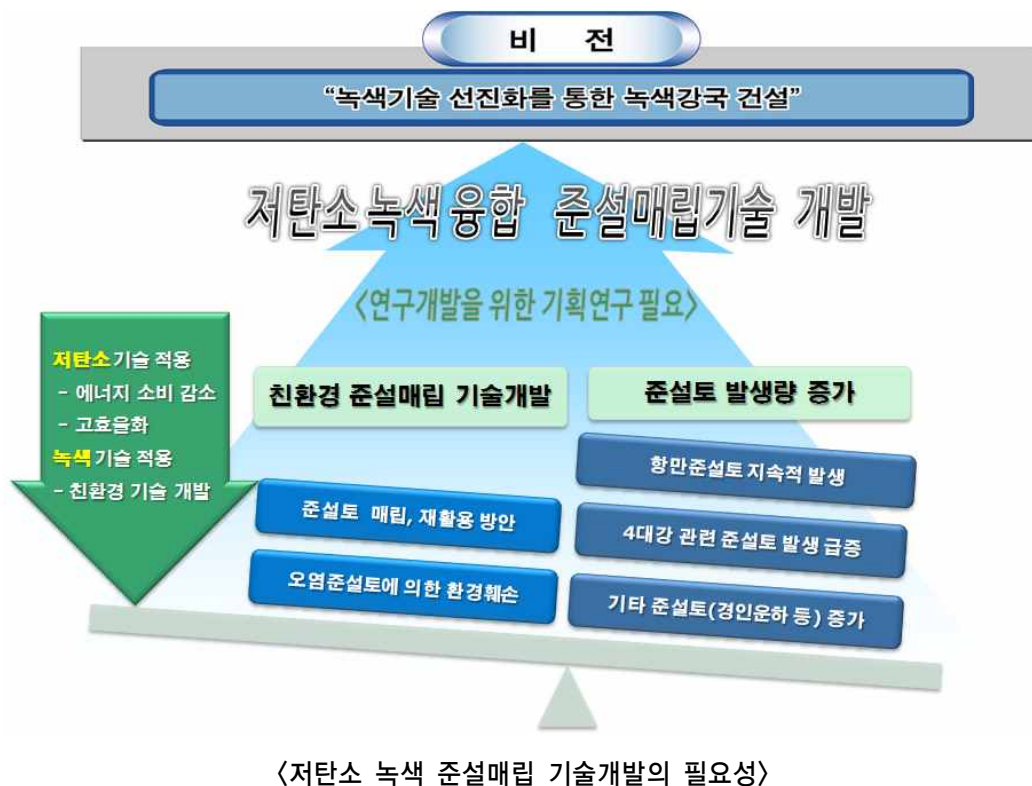 비 전
“녹색기술 선진화를 통한 녹색강국 건설”
저탄소 녹색 융합 준설매립기술 개발
<연구개발을 위한 기획연구 필요>
저탄소 기술 적용
- 에너지 소비 감소
- 고효율화
녹색 기술 적용
- 친환경 기술 개발
친환경 준설매립 기술개발
준설토 매립, 재활용 방안
오염준설토에 의한 환경훼손
준설토 발생량 증가
항만준설토 지속적 발생
4대강 관련 준설토 발생 급증
기타 준설토(경인운하 등) 증가
<저탄소 녹색 준설매립 기술개발의 필요성>